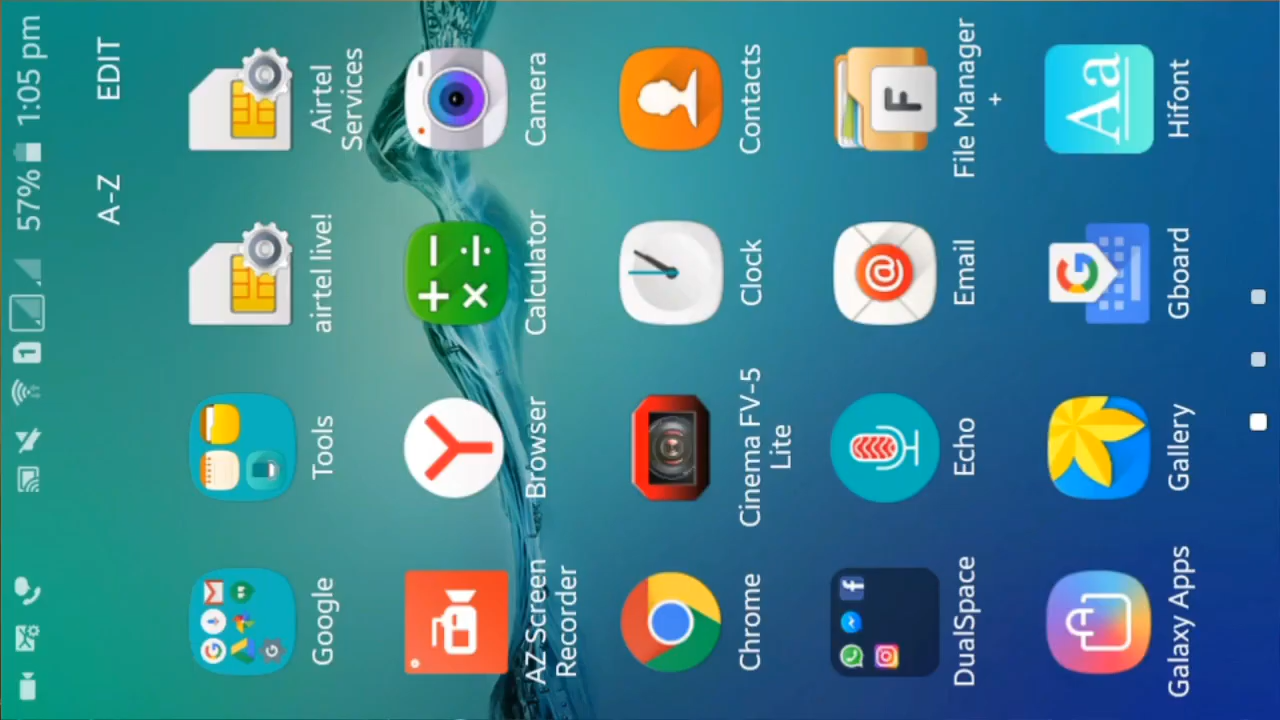 57% 1:05 pm
A-Z EDIT
Google
Tools
airtel live!
Airtel
Services
AZ Screen
Recorder
Browser
Calculator
Camera
Chrome
Cinema FV-5
Lite
Clock
Contacts
DualSpace
Echo
Email
File Manager
+
Galaxy Apps
Gallery
Gboard
Hifont